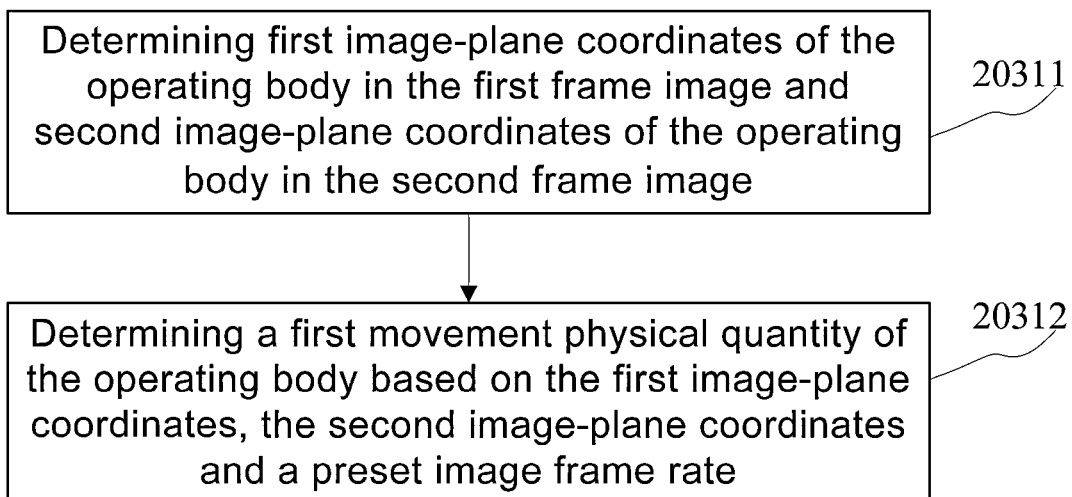 Determining first image-plane coordinates of the
operating body in the first frame image and
second image-plane coordinates of the operating
body in the second frame image
20311
Determining a first movement physical quantity of
the operating body based on the first image-plane
coordinates, the second image-plane coordinates
and a preset image frame rate
20312